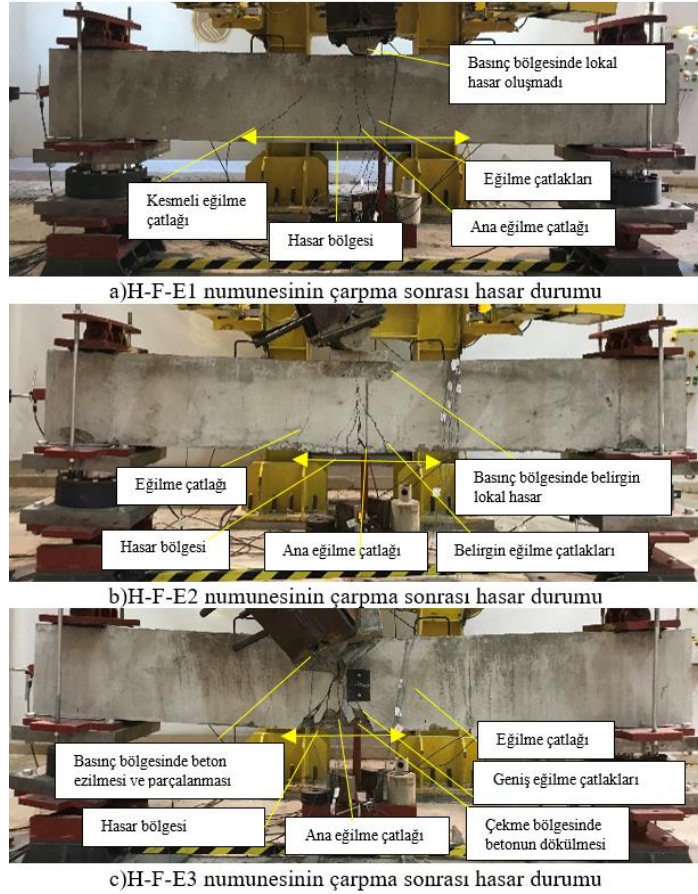 Basınç bölgesinde lokal
hasar oluşmadı
Kesmeli eğilme
çatlağı
Eğilme çatlakları
Hasar bölgesi
Ana eğilme çatlağı
a)H-F-E1 numunesinin çarpma sonrası hasar durumu
Eğilme çatlağı
Basınç bölgesinde belirgin
lokal hasar
Hasar bölgesi
Ana eğilme çatlağı
Belirgin eğilme çatlakları
b)H-F-E2 numunesinin çarpma sonrası hasar durumu
Basınç bölgesinde beton
ezilmesi ve parçalanması
Eğilme çatlağı
Geniş eğilme çatlakları
Hasar bölgesi
Ana eğilme çatlağı
Çekme bölgesinde
betonun dökülmesi
c)H-F-E3 numunesinin çarpma sonrası hasar durumu